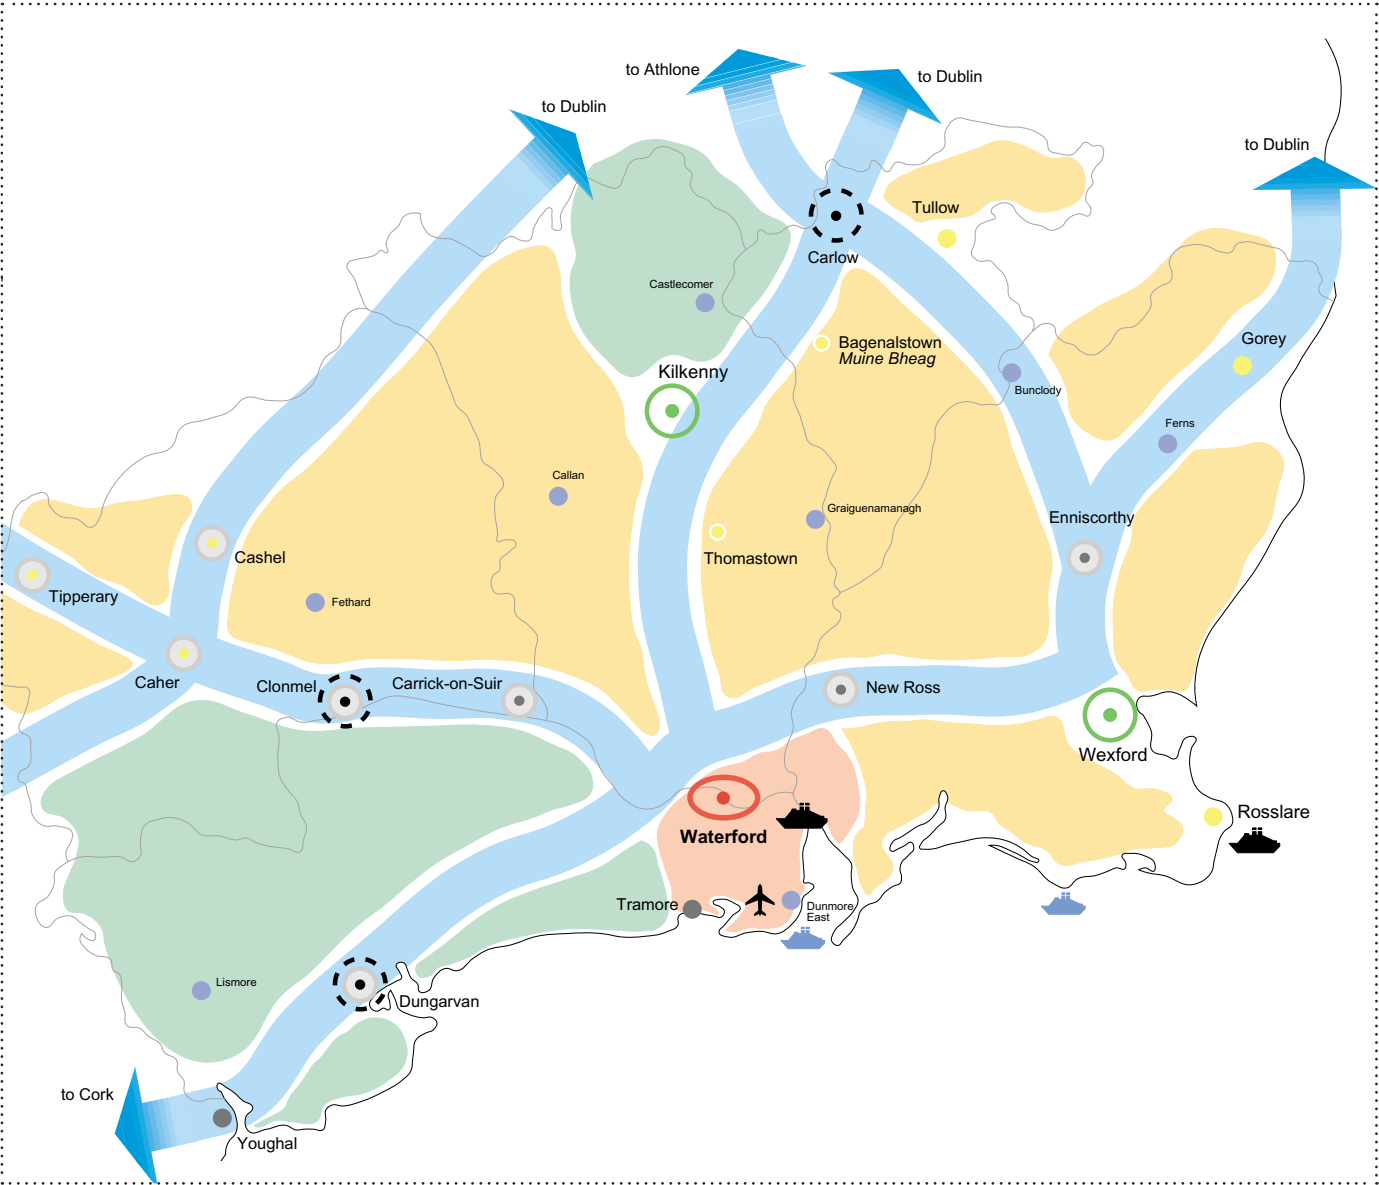 to Athlone
to Dublin
to Dublin
to Dublin
Tullow
Carlow
Castlecomer
Gorey
Bagenalstown
Muine Bheag
Kilkenny
Bunclody
Ferns
Callan
Graiguenamanagh
Enniscorthy
Cashel
Thomastown
Tipperary
Fethard
Caher
Clonmel
Carrick-on-Suir
New Ross
Wexford
Rosslare
Waterford
Tramore
Dunmore
East
Lismore
Dungarvan
to Cork
Youghal